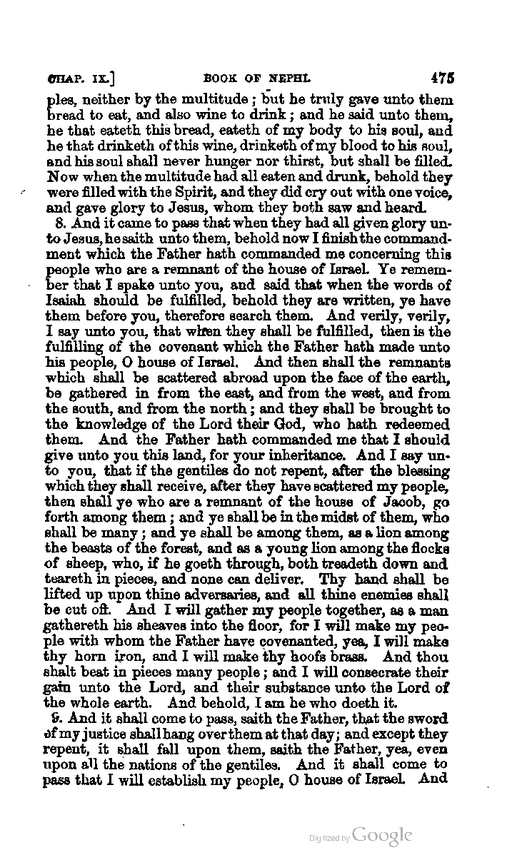 CHAP. IX.] BOOK OF NEPHI. 475
ples, neither by the multitude; but he truly gave unto them
bread to eat, and also wine to drink; and he said unto them,
he that eateth this bread, eateth of my body to his soul, and
he that drinketh of this wine, drinketh of my blood to his soul,
and his soul shall never hunger nor thirst, but shall be filled.
Now when the multitude had all eaten and drunk, behold they
were filled with the Spirit, and they did cry out with one voice,
and gave glory to Jesus, whom they both saw and heard.
8. And it came to pass that when they had all given glory un-
to Jesus, he saith unto them, behold now I finish the command-
ment which the Father hath commanded me concerning this
people who are a remnant of the house of Israel. Ye remem-
ber that I spake unto you, and said that when the words of
Isaiah should be fulfilled, behold they are written, ye have
them before you, therefore search them. And verily, verily,
I say unto you, that when they shall be fulfilled, then is the
fulfilling of the covenant which the Father hath made unto
his people, O house of Israel. And then shall the remnants
which shall be scattered abroad upon the face of the earth,
be gathered in from the east, and from the west, and from
the south, and from the north; and they shall be brought to
the knowledge of the Lord their God, who hath redeemed
them. And the Father hath commanded me that I should
give unto you this land, for your inheritance. And I say un-
to you, that if the gentiles do not repent, after the blessing
which they shall receive, after they have scattered my people,
then shall ye who are a remnant of the house of Jacob, go
forth among them; and ye shall be in the midst of them, who
shall be many; and ye shall be among them, as a lion among
the beasts of the forest, and as a young lion among the flocks
of sheep, who, if he goeth through, both treadeth down and
teareth in pieces, and none can deliver. Thy hand shall be
lifted up upon thine adversaries, and all thine enemies shall
be cut off. And I will gather my people together, as a man
gathereth his sheaves into the floor, for I will make my peo-
ple with whom the Father have covenanted, yea, I will make
thy horn iron, and I will make thy hoofs brass. And thou
shalt beat in pieces many people; and I will consecrate their
gain unto the Lord, and their substance unto the Lord of
the whole earth. And behold, I am he who doeth it.
9. And it shall come to pass, saith the Father, that the sword
of my justice shall hang over them at that day; and except they
repent, it shall fall upon them, saith the Father, yea, even
upon all the nations of the gentiles. And it shall come to
pass that I will establish my people, O house of Israel. And
Digitized by Google